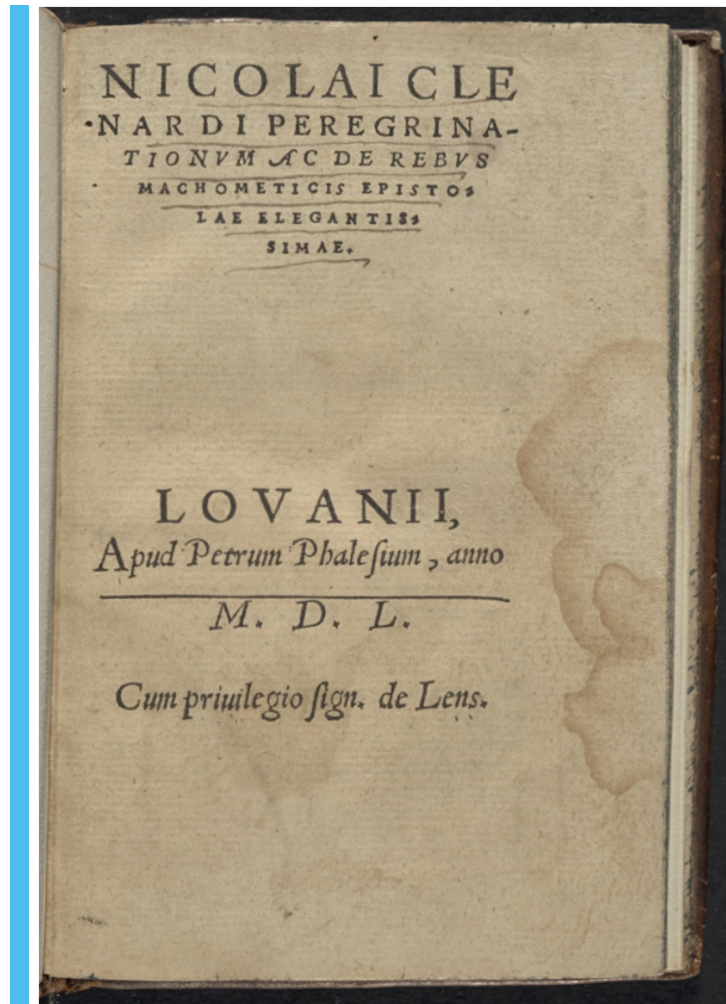 NICOLAI CLE
NARDI PEREGRINA-
TIONVM AC DE REBVS
MACHOMETICIS EPISTO⸗
LAE ELEGANTIS⸗
SIMAE.
LOVANII,
Apud Petrum Phaleſium, anno
M. D. L.
Cum priuilegio ſign. de Lens.